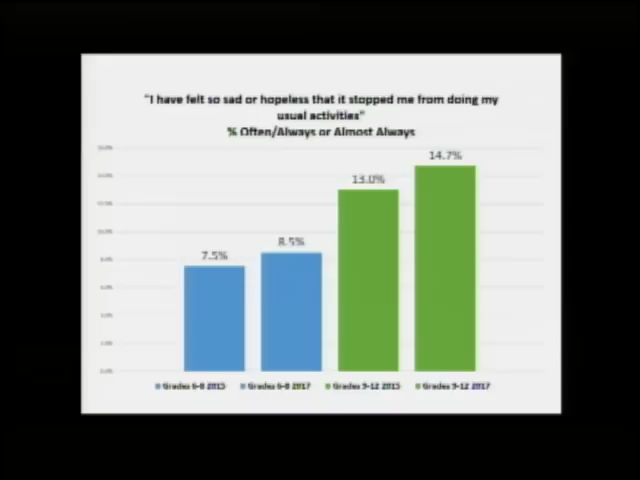 "I have felt so sad or hopeless that it stopped me from doing my
usual activities"
% Often/Always or Almost Always
14.7%
13.0%
8.5%
7.5%
Grades 6-8 2015 Grades 6-8 2017 Grades 9-12 2015 Grades 9-12 2017